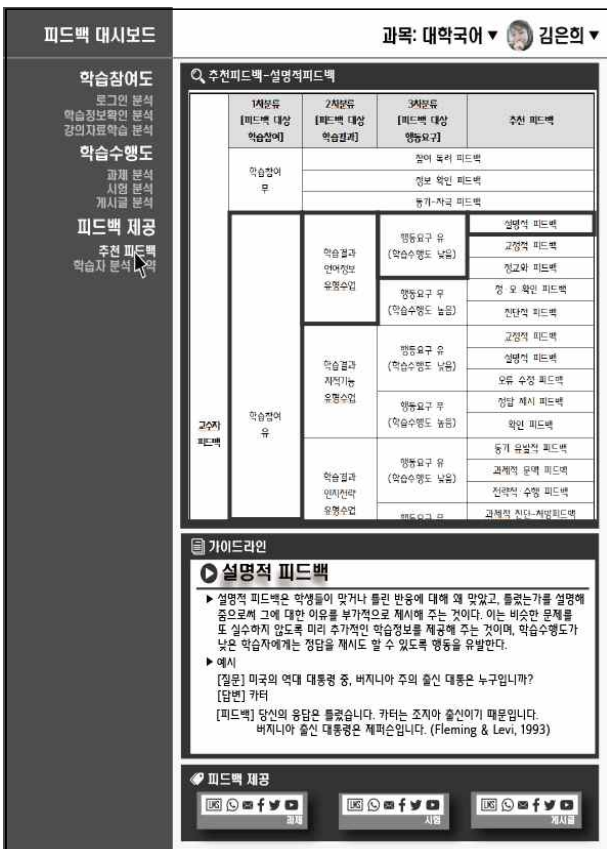 피드백 대시보드
과목: 대학국어 ▼ 김은희 ▼
학습참여도
로그인 분석
학습정보확인 분석
강의자료학습 분석
학습수행도
과제 분석
시험 분석
게시글 분석
피드백 제공
추천 피드백
학습자 분석
추천피드백-설명적피드백
1차분류
[피드백 대상
학습참여]
2차분류
[피드백 대상
학습결과]
3차분류
[피드백 대상
행동요구]
추천 피드백
교수자
피드백
학습참여
무
참여 독려 피드백
정보 확인 피드백
동기-자극 피드백
학습참여
유
학습결과
언어정보
유형수업
행동요구 유
(학습수행도 낮음)
설명적 피드백
교정적 피드백
정교화 피드백
행동요구 무
(학습수행도 높음)
정·오 확인 피드백
진단적 피드백
학습결과
지적기능
유형수업
행동요구 유
(학습수행도 낮음)
교정적 피드백
설명적 피드백
오류 수정 피드백
행동요구 무
(학습수행도 높음)
정답 제시 피드백
확인 피드백
학습결과
인지전략
유형수업
행동요구 유
(학습수행도 낮음)
동기 유발적 피드백
과제적 문맥 피드백
전략적 수행 피드백
행동요구 무
과제적 진단-처방피드백
가이드라인
설명적 피드백
▶ 설명적 피드백은 학생들이 맞거나 틀린 반응에 대해 왜 맞았고, 틀렸는가를 설명해
줌으로써 그에 대한 이유를 부가적으로 제시해 주는 것이다. 이는 비슷한 문제를
또 실수하지 않도록 미리 추가적인 학습정보를 제공해 주는 것이며, 학습수행도가
낮은 학습자에게는 정답을 재시도 할 수 있도록 행동을 유발한다.
▶ 예시
[질문] 미국의 역대 대통령 중, 버지니아 주의 출신 대통은 누구입니까?
[답변] 카터
[피드백] 당신의 응답은 틀렸습니다. 카터는 조지아 출신이기 때문입니다.
버지니아 출신 대통령은 제퍼슨입니다. (Fleming & Levi, 1993)
피드백 제공
LMS
과제
LMS
시험
LMS
게시글